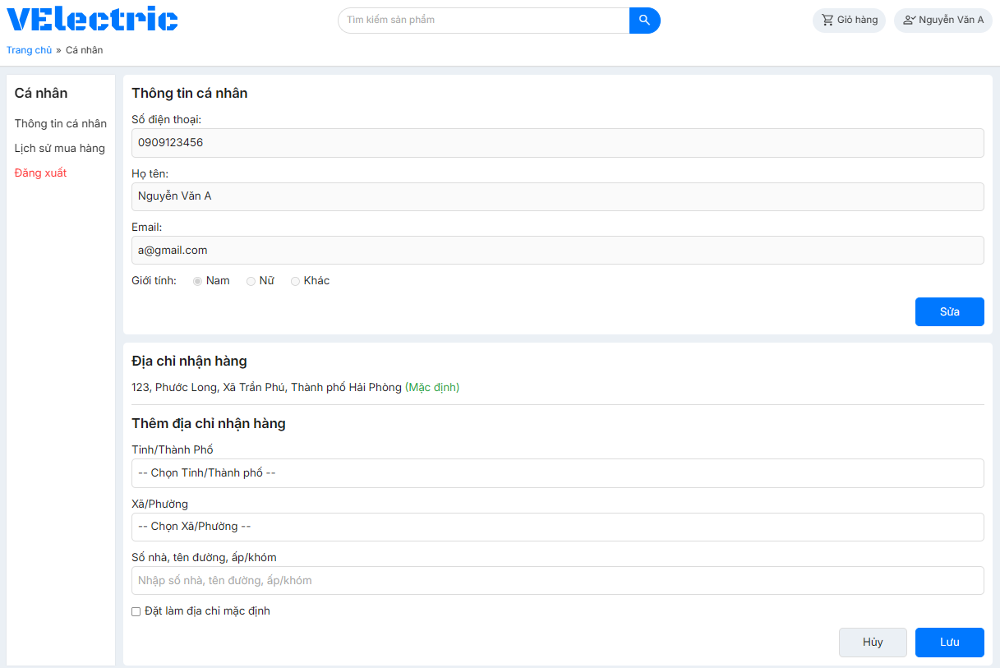 VElectric
Tìm kiếm sản phẩm
Giỏ hàng
Nguyễn Văn A
Trang chủ » Cá nhân
Cá nhân
Thông tin cá nhân
Lịch sử mua hàng
Đăng xuất
Thông tin cá nhân
Số điện thoại:
0909123456
Họ tên:
Nguyễn Văn A
Email:
a@gmail.com
Giới tính: Nam Nữ Khác
Sửa
Địa chỉ nhận hàng
123, Phước Long, Xã Trần Phú, Thành phố Hải Phòng (Mặc định)
Thêm địa chỉ nhận hàng
Tỉnh/Thành Phố
-- Chọn Tỉnh/Thành phố --
Xã/Phường
-- Chọn Xã/Phường --
Số nhà, tên đường, ấp/khóm
Nhập số nhà, tên đường, ấp/khóm
Đặt làm địa chỉ mặc định
Hủy
Lưu